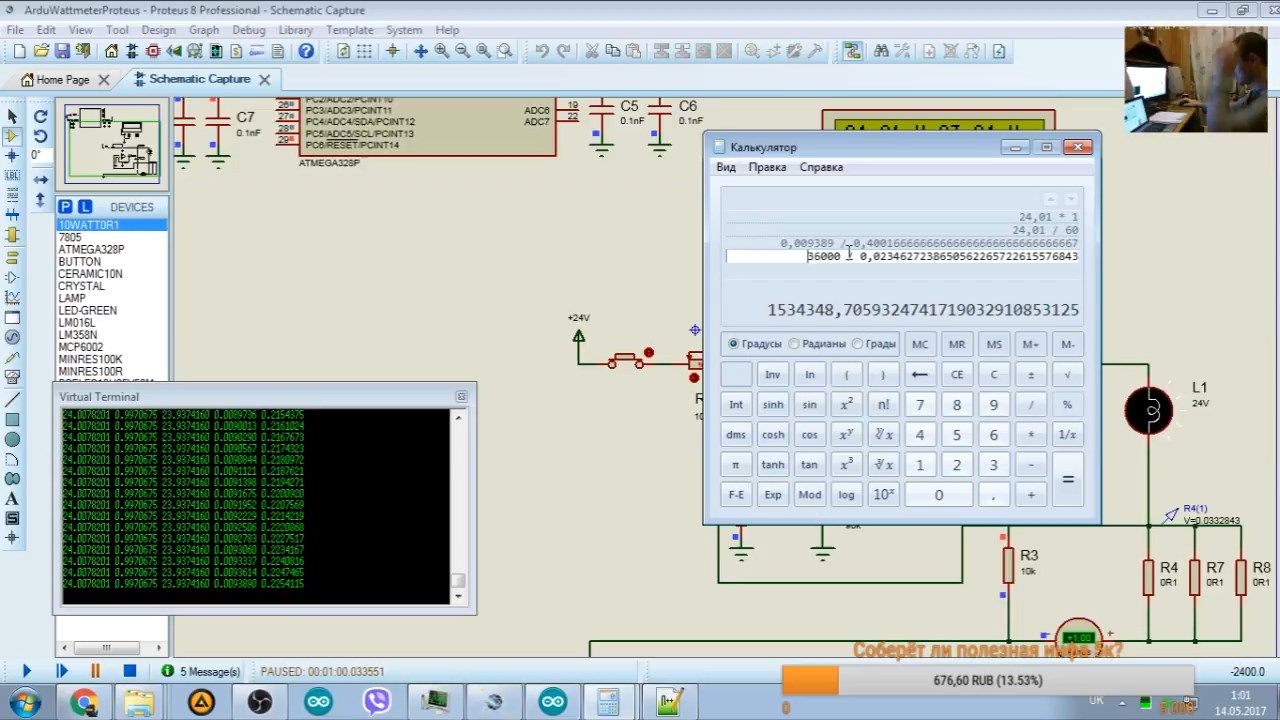 ArduWattmeterProteus - Proteus 8 Professional - Schematic Capture
File Edit View Tool Design Graph Debug Library Template System Help
Home Page
Schematic Capture
0°
P L DEVICES
10WATT0R1
7805
ATMEGA328P
BUTTON
CERAMIC10N
CRYSTAL
LAMP
LED-GREEN
LM016L
LM358N
MCP6002
MINRES100K
MINRES100R
C7
0.1nF
PC2/ADC2/PCINT10
PC3/ADC3/PCINT11
PC4/ADC4/SDA/PCINT12
PC5/ADC5/SCL/PCINT13
PC6/RESET/PCINT14
26
27
28
29
ADC6
ADC7
19
22
ATMEGA328P
C5
0.1nF
C6
0.1nF
+24V
Калькулятор
Вид Правка Справка
24,01 * 1
24,01 / 60
0,009389 / 0,40016666666666666666666666666667
1534348,7059324741719032910853125
Градусы Радианы Грады MC MR MS M+ M-
Inv ln ( ) ← CE C ± √
Int sinh sin x² n! 7 8 9 / %
dms cosh cos xʸ ʸ√x 4 5 6 * 1/x
π tanh tan x³ ³√x 1 2 3 - =
F-E Exp Mod log 10ˣ 0 , +
L1
24V
R4(1)
V=0.0332843
R3
10k
R4
0R1
R7
0R1
R8
0R1
+1.00
Virtual Terminal
24.0078201 0.9970675 23.9374160 0.0089736 0.2154375
24.0078201 0.9970675 23.9374160 0.0090013 0.2161024
24.0078201 0.9970675 23.9374160 0.0090290 0.2167673
24.0078201 0.9970675 23.9374160 0.0090567 0.2174323
24.0078201 0.9970675 23.9374160 0.0090844 0.2180972
24.0078201 0.9970675 23.9374160 0.0091121 0.2187621
24.0078201 0.9970675 23.9374160 0.0091398 0.2194271
24.0078201 0.9970675 23.9374160 0.0091675 0.2200920
24.0078201 0.9970675 23.9374160 0.0091952 0.2207569
24.0078201 0.9970675 23.9374160 0.0092229 0.2214219
24.0078201 0.9970675 23.9374160 0.0092506 0.2220868
24.0078201 0.9970675 23.9374160 0.0092783 0.2227517
24.0078201 0.9970675 23.9374160 0.0093060 0.2234167
24.0078201 0.9970675 23.9374160 0.0093337 0.2240816
24.0078201 0.9970675 23.9374160 0.0093614 0.2247465
24.0078201 0.9970675 23.9374160 0.0093890 0.2254115
Соберёт ли полезная инфа 5к?
676,60 RUB (13.53%)
0
5 Message(s)
PAUSED: 00:01:00.033551
-2400.0
UK
1:01
14.05.2017